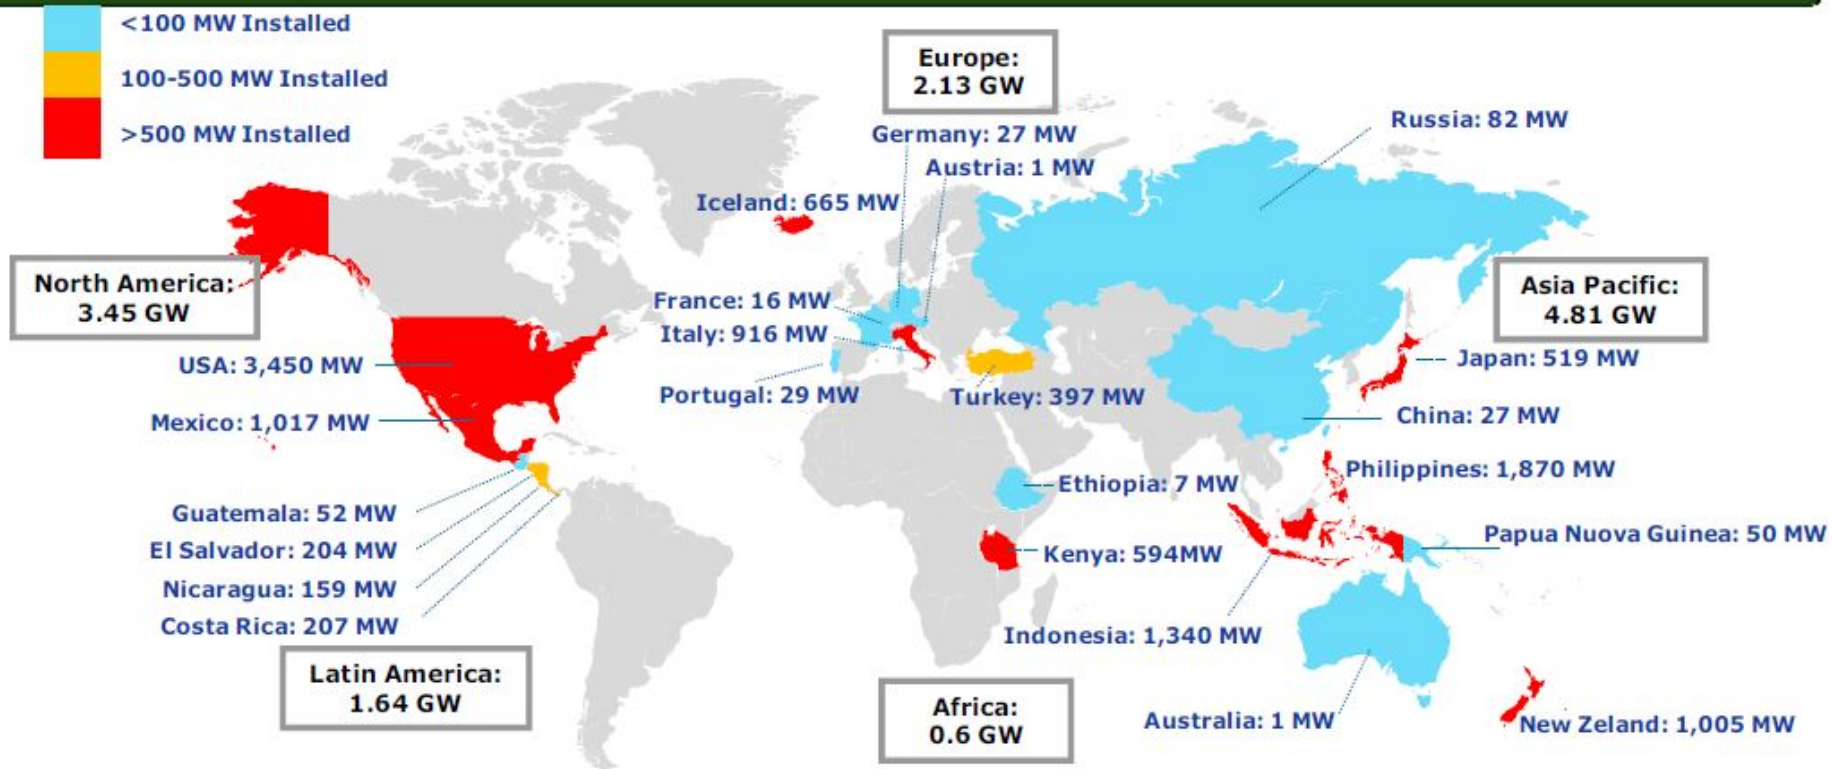 <100 MW Installed
100-500 MW Installed
>500 MW Installed
Europe:
2.13 GW
Germany: 27 MW
Austria: 1 MW
Iceland: 665 MW
Russia: 82 MW
North America:
3.45 GW
Asia Pacific:
4.81 GW
France: 16 MW
Italy: 916 MW
Portugal: 29 MW
Turkey: 397 MW
USA: 3,450 MW
Mexico: 1,017 MW
Japan: 519 MW
China: 27 MW
Philippines: 1,870 MW
Ethiopia: 7 MW
Kenya: 594MW
Papua Nuova Guinea: 50 MW
Guatemala: 52 MW
El Salvador: 204 MW
Nicaragua: 159 MW
Costa Rica: 207 MW
Indonesia: 1,340 MW
Latin America:
1.64 GW
Africa:
0.6 GW
Australia: 1 MW
New Zeland: 1,005 MW